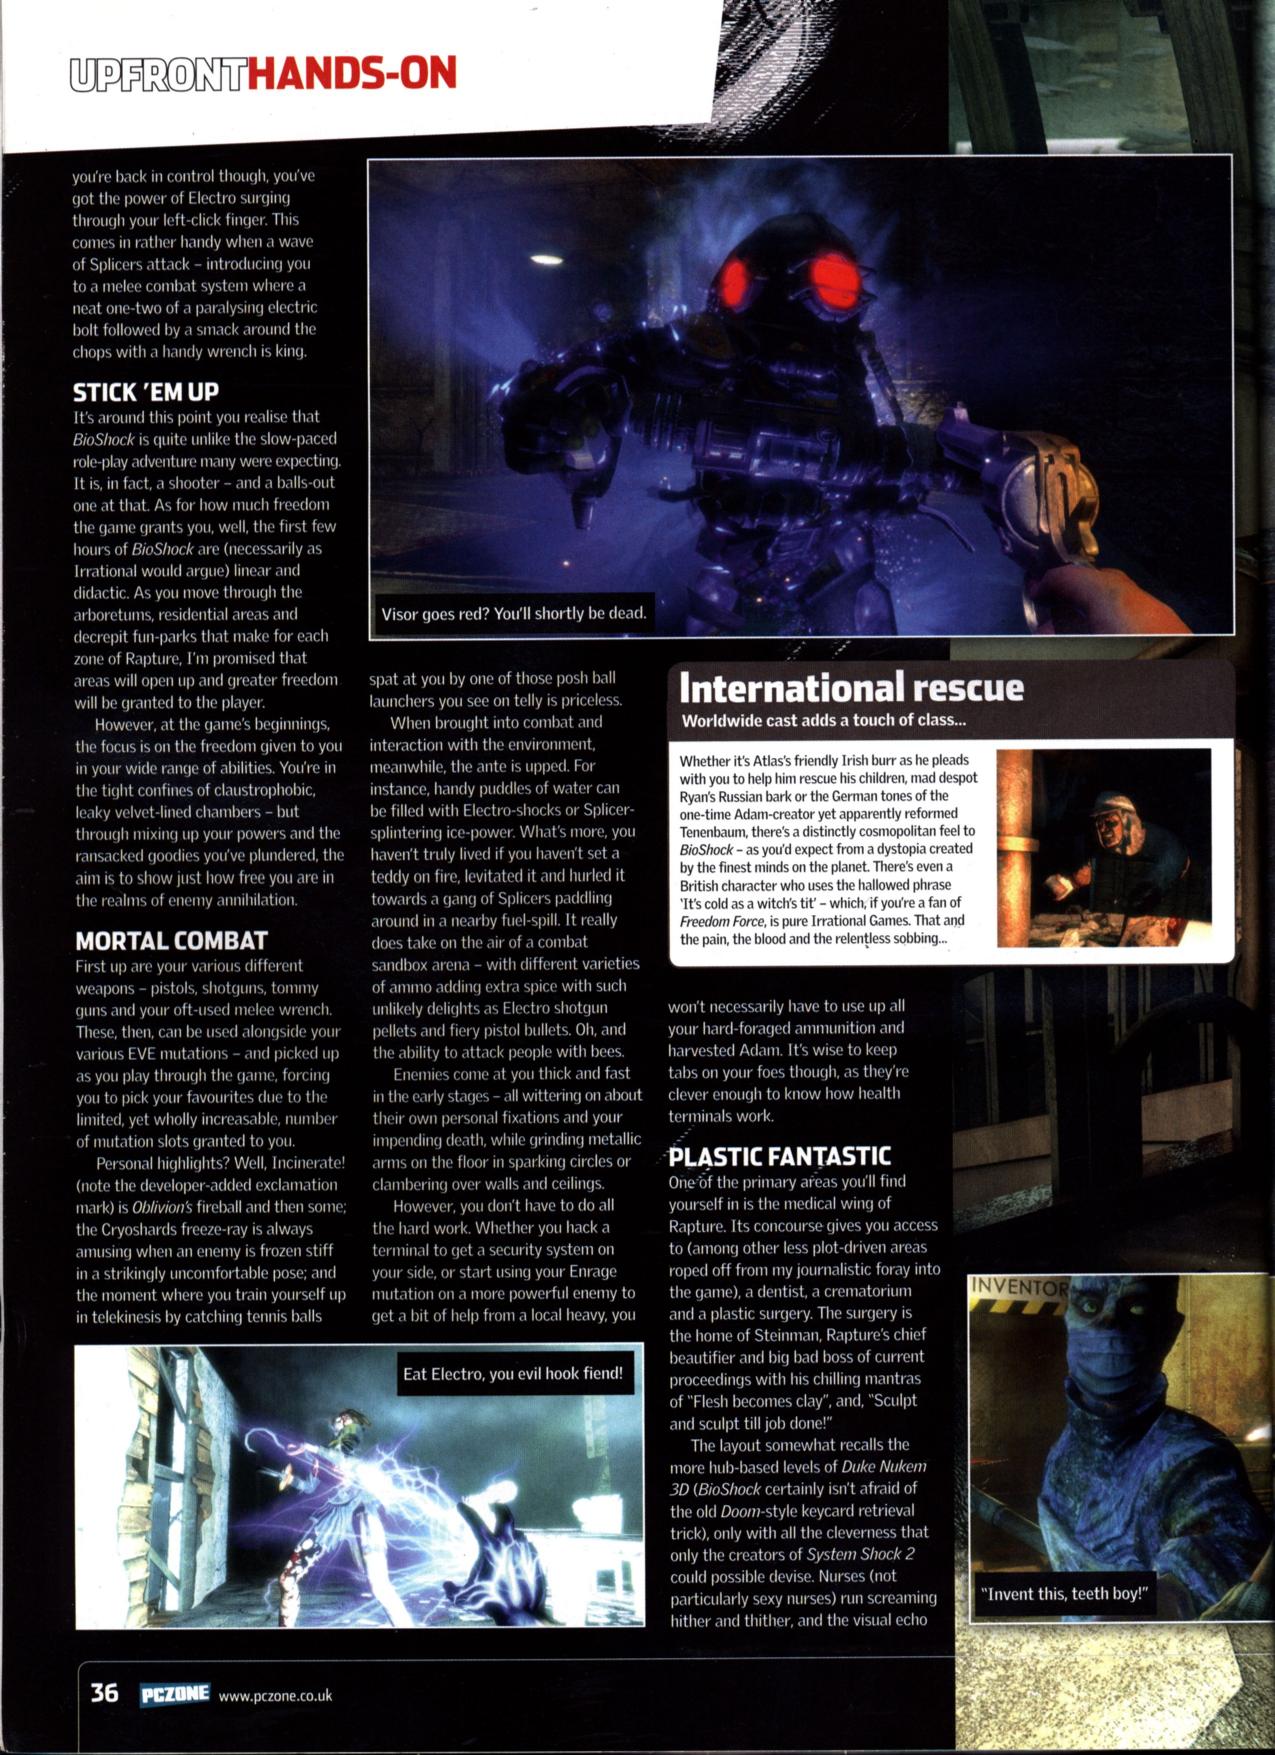 UPFRONTHANDS-ON
you're back in control though, you've
got the power of Electro surging
through your left-click finger. This
comes in rather handy when a wave
of Splicers attack – introducing you
to a melee combat system where a
neat one-two of a paralysing electric
bolt followed by a smack around the
chops with a handy wrench is king.
STICK 'EM UP
It's around this point you realise that
BioShock is quite unlike the slow-paced
role-play adventure many were expecting.
It is, in fact, a shooter – and a balls-out
one at that. As for how much freedom
the game grants you, well, the first few
hours of BioShock are (necessarily as
Irrational would argue) linear and
didactic. As you move through the
arboretums, residential areas and
decrepit fun-parks that make for each
zone of Rapture, I'm promised that
areas will open up and greater freedom
will be granted to the player.
However, at the game's beginnings,
the focus is on the freedom given to you
in your wide range of abilities. You're in
the tight confines of claustrophobic,
leaky velvet-lined chambers – but
through mixing up your powers and the
ransacked goodies you've plundered, the
aim is to show just how free you are in
the realms of enemy annihilation.
MORTAL COMBAT
First up are your various different
weapons – pistols, shotguns, tommy
guns and your oft-used melee wrench.
These, then, can be used alongside your
various EVE mutations – and picked up
as you play through the game, forcing
you to pick your favourites due to the
limited, yet wholly increasable, number
of mutation slots granted to you.
Personal highlights? Well, Incinerate!
(note the developer-added exclamation
mark) is Oblivion's fireball and then some;
the Cryoshards freeze-ray is always
amusing when an enemy is frozen stiff
in a strikingly uncomfortable pose; and
the moment where you train yourself up
in telekinesis by catching tennis balls
Visor goes red? You'll shortly be dead.
spat at you by one of those posh ball
launchers you see on telly is priceless.
When brought into combat and
interaction with the environment,
meanwhile, the ante is upped. For
instance, handy puddles of water can
be filled with Electro-shocks or Splicer-
splintering ice-power. What's more, you
haven't truly lived if you haven't set a
teddy on fire, levitated it and hurled it
towards a gang of Splicers paddling
around in a nearby fuel-spill. It really
does take on the air of a combat
sandbox arena – with different varieties
of ammo adding extra spice with such
unlikely delights as Electro shotgun
pellets and fiery pistol bullets. Oh, and
the ability to attack people with bees.
Enemies come at you thick and fast
in the early stages – all wittering on about
their own personal fixations and your
impending death, while grinding metallic
arms on the floor in sparking circles or
clambering over walls and ceilings.
However, you don't have to do all
the hard work. Whether you hack a
terminal to get a security system on
your side, or start using your Enrage
mutation on a more powerful enemy to
get a bit of help from a local heavy, you
Eat Electro, you evil hook fiend!
International rescue
Worldwide cast adds a touch of class...
Whether it's Atlas's friendly Irish burr as he pleads
with you to help him rescue his children, mad despot
Ryan's Russian bark or the German tones of the
one-time Adam-creator yet apparently reformed
Tenenbaum, there's a distinctly cosmopolitan feel to
BioShock – as you'd expect from a dystopia created
by the finest minds on the planet. There's even a
British character who uses the hallowed phrase
'It's cold as a witch's tit' – which, if you're a fan of
Freedom Force, is pure Irrational Games. That and
the pain, the blood and the relentless sobbing...
won't necessarily have to use up all
your hard-foraged ammunition and
harvested Adam. It's wise to keep
tabs on your foes though, as they're
clever enough to know how health
terminals work.
PLASTIC FANTASTIC
One of the primary areas you'll find
yourself in is the medical wing of
Rapture. Its concourse gives you access
to (among other less plot-driven areas
roped off from my journalistic foray into
the game), a dentist, a crematorium
and a plastic surgery. The surgery is
the home of Steinman, Rapture's chief
beautifier and big bad boss of current
proceedings with his chilling mantras
of "Flesh becomes clay", and, "Sculpt
and sculpt till job done!"
The layout somewhat recalls the
more hub-based levels of Duke Nukem
3D (BioShock certainly isn't afraid of
the old Doom-style keycard retrieval
trick), only with all the cleverness that
only the creators of System Shock 2
could possible devise. Nurses (not
particularly sexy nurses) run screaming
hither and thither, and the visual echo
INVENTOR
"Invent this, teeth boy!"
36 PCZONE www.pczone.co.uk